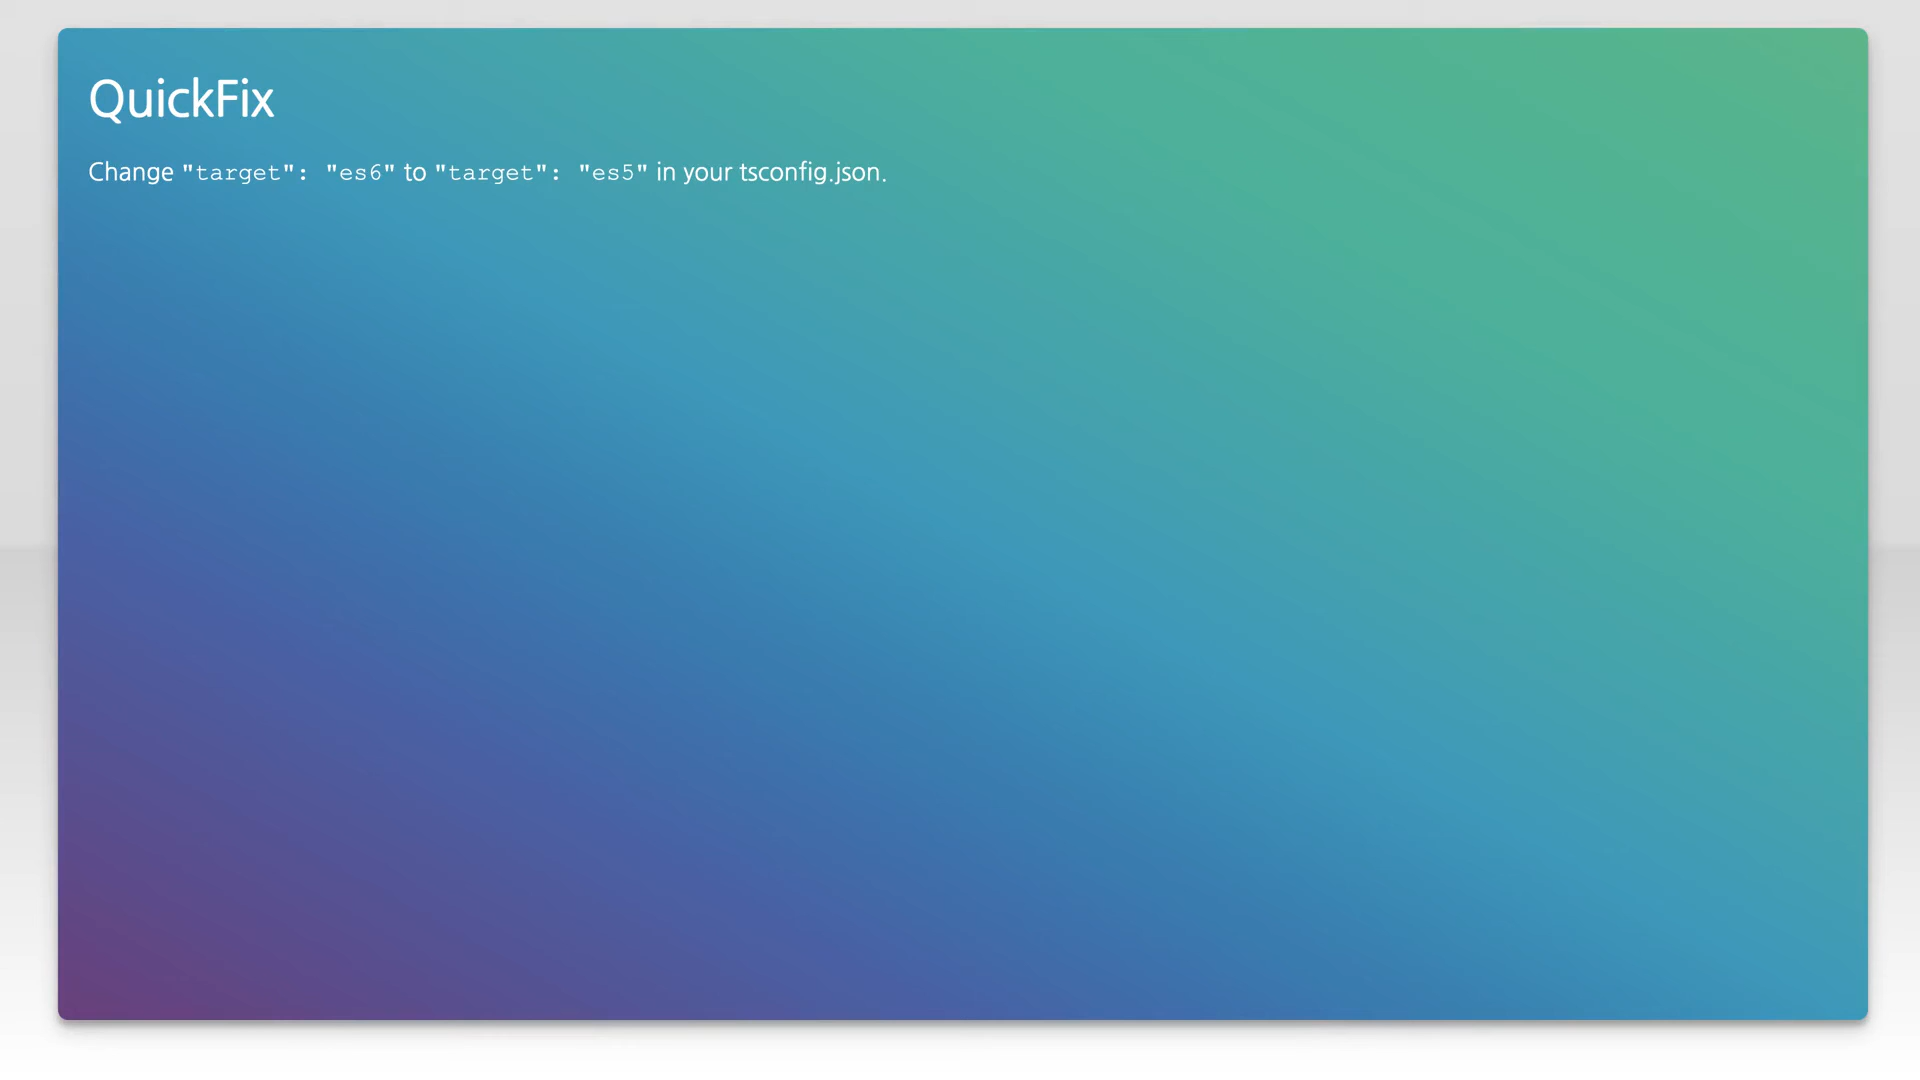 QuickFix
Change "target": "es6" to "target": "es5" in your tsconfig.json.